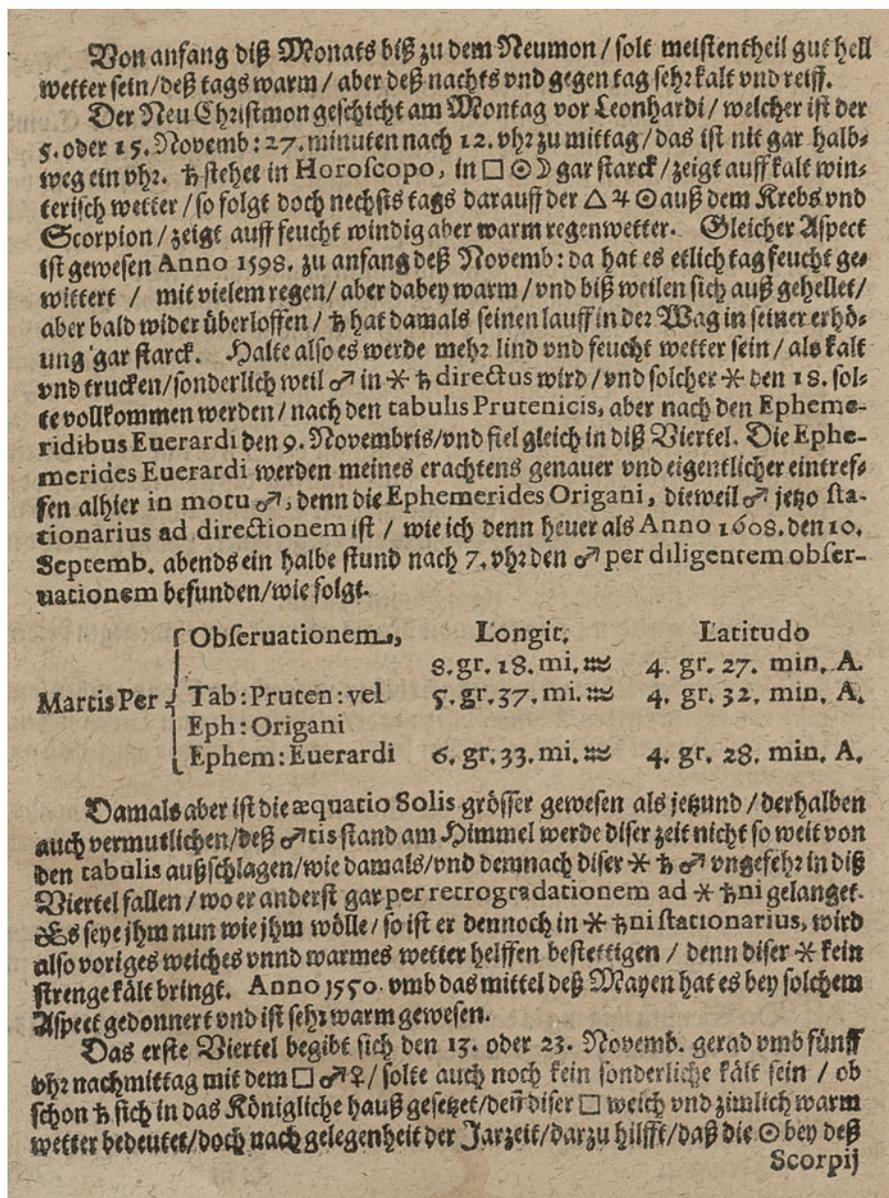 Von anfang diß Monats biß zu dem Neumon / solt meistentheil gut hell
wetter sein/deß tags warm / aber deß nachts vnd gegen tag sehr kalt vnd reiff.
Der Neu Christmon geschicht am Montag vor Leonhardi / welcher ist der
5. oder 15. Novemb: 27. minuten nach 12. vhr zu mittag / das ist nit gar halb⸗
weg ein vhr. ♄ stehet in Horoscopo, in □ ☉☽ gar starck / zeigt auff kalt win⸗
terisch wetter / so folgt doch nechsts tags darauff der △ ♃ ☉ auß dem Krebs vnd
Scorpion / zeigt auff feucht windig aber warm regenwetter. Gleicher Aspect
ist gewesen Anno 1598. zu anfang deß Novemb: da hat es etlich tag feucht ge⸗
wittert / mit vielem regen/ aber dabey warm / vnd biß weilen sich auß gehellet/
aber bald wider überloffen / ♄ hat damals seinen lauff in der Wag in seiner erhö⸗
ung gar starck. Halte also es werde mehr lind vnd feucht wetter sein / als kalt
vnd trucken/sonderlich weil ♂ in ⚹ ♄ directus wird / vnd solcher ⚹ den 18. sol⸗
te vollkommen werden / nach den tabulis Prutenicis, aber nach den Epheme-
ridibus Euerardi den 9. Novembris/vnd fiel gleich in diß Viertel. Die Ephe-
merides Euerardi werden meines erachtens genauer vnd eigentlicher eintref⸗
fen alhier in motu ♂, denn die Ephemerides Origani, dieweil ♂ jetzo sta-
tionarius ad directionem ist / wie ich denn heuer als Anno 1608. den 10.
Septemb. abends ein halbe stund nach 7. vhr den ♂ per diligentem obser-
uationem befunden/wie folgt.
Obseruationem, Longit. Latitudo
8. gr. 18. mi. ♒ 4. gr. 27. min. A.
Martis Per { Tab: Pruten: vel 5. gr. 37. mi. ♒ 4. gr. 32. min. A.
Eph: Origani
Ephem: Euerardi 6. gr. 33. mi. ♒ 4. gr. 28. min. A.
Damals aber ist die æquatio Solis grösser gewesen als jetzund / derhalben
auch vermutlichen/deß ♂tis stand am Himmel werde diser zeit nicht so weit von
den tabulis außschlagen/wie damals/vnd demnach diser ⚹ ♄ ♂ vngefehr in diß
Viertel fallen / wo er anderst gar per retrogradationem ad ⚹ ♄ni gelanget.
Es seye jhm nun wie jhm wölle / so ist er dennoch in ⚹ ♄ni stationarius, wird
also voriges weiches vnnd warmes wetter helffen bestettigen / denn diser ⚹ kein
strenge kält bringt. Anno 1550. vmb das mittel deß Mayen hat es bey solchem
Aspect gedonnert vnd ist sehr warm gewesen.
Das erste Viertel begibt sich den 13. oder 23. Novemb. gerad vmb fünff
vhr nachmittag mit dem □ ♂ ♀ / solte auch noch kein sonderliche kält sein / ob
schon ♄ sich in das Königliche hauß gesetzet/deñ diser □ weich vnd zimlich warm
wetter bedeutet/doch nach gelegenheit der Jarzeit/darzu hilfft/daß die ☉ bey deß
Scorpij